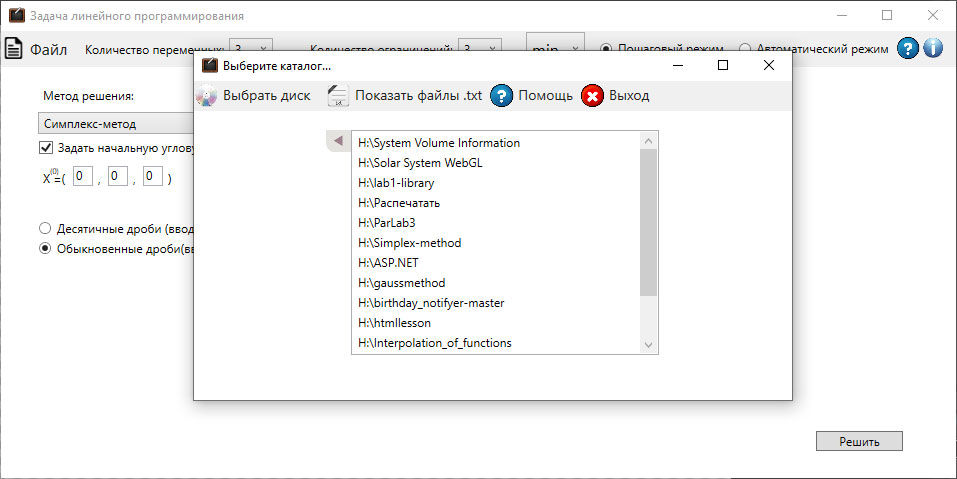 Задача линейного программирования
Файл Количество переменных: 3 Количество ограничений: 3 min Пошаговый режим Автоматический режим
Выберите каталог...
Выбрать диск Показать файлы .txt Помощь Выход
Метод решения:
Симплекс-метод
Задать начальную углову
X(0)=( 0 , 0 , 0 )
Десятичные дроби (ввод
Обыкновенные дроби(вв
H:\System Volume Information
H:\Solar System WebGL
H:\lab1-library
H:\Распечатать
H:\ParLab3
H:\Simplex-method
H:\ASP.NET
H:\gaussmethod
H:\birthday_notifyer-master
H:\htmllesson
H:\Interpolation_of_functions
Решить